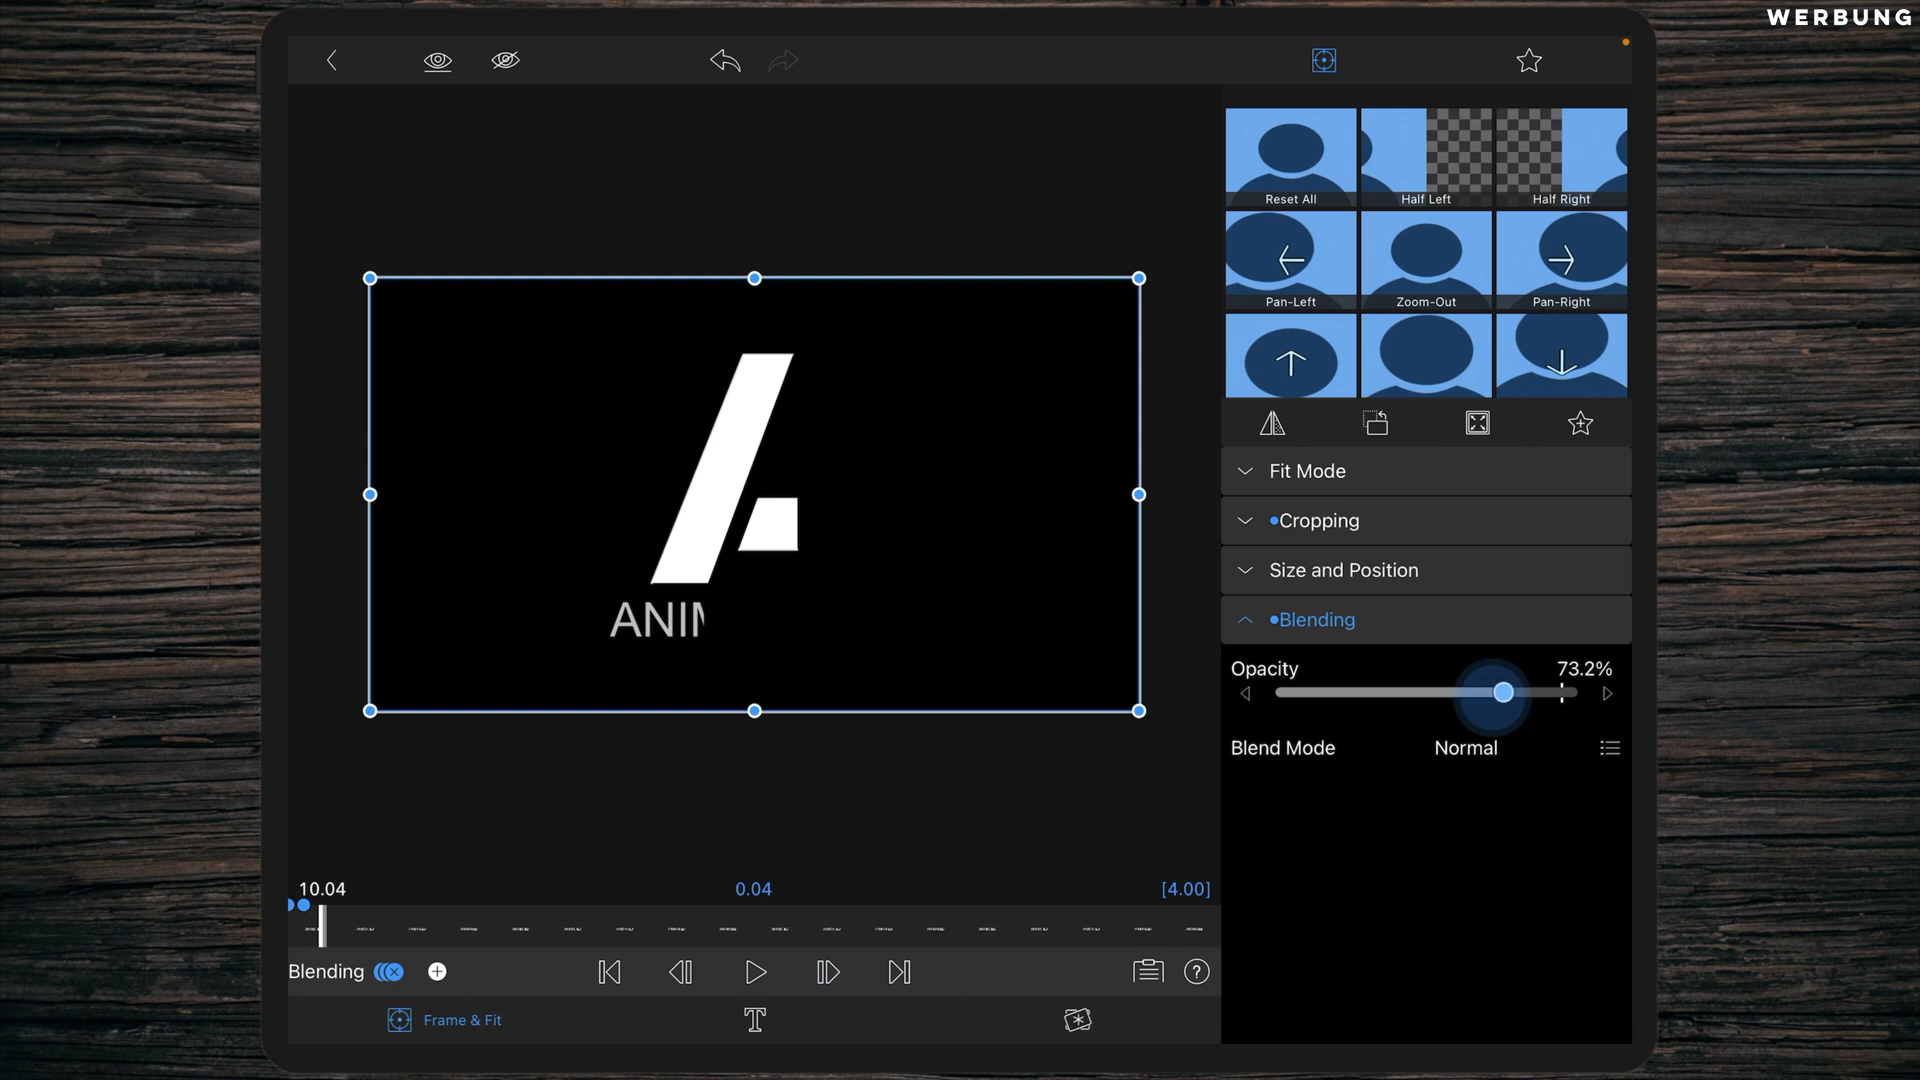 WERBUNG
Reset All
Half Left
Half Right
Pan-Left
Zoom-Out
Pan-Right
Fit Mode
Cropping
Size and Position
Blending
Opacity 73.2%
Blend Mode Normal
ANIM
10.04 0.04 [4.00]
Blending
?
Frame & Fit
T